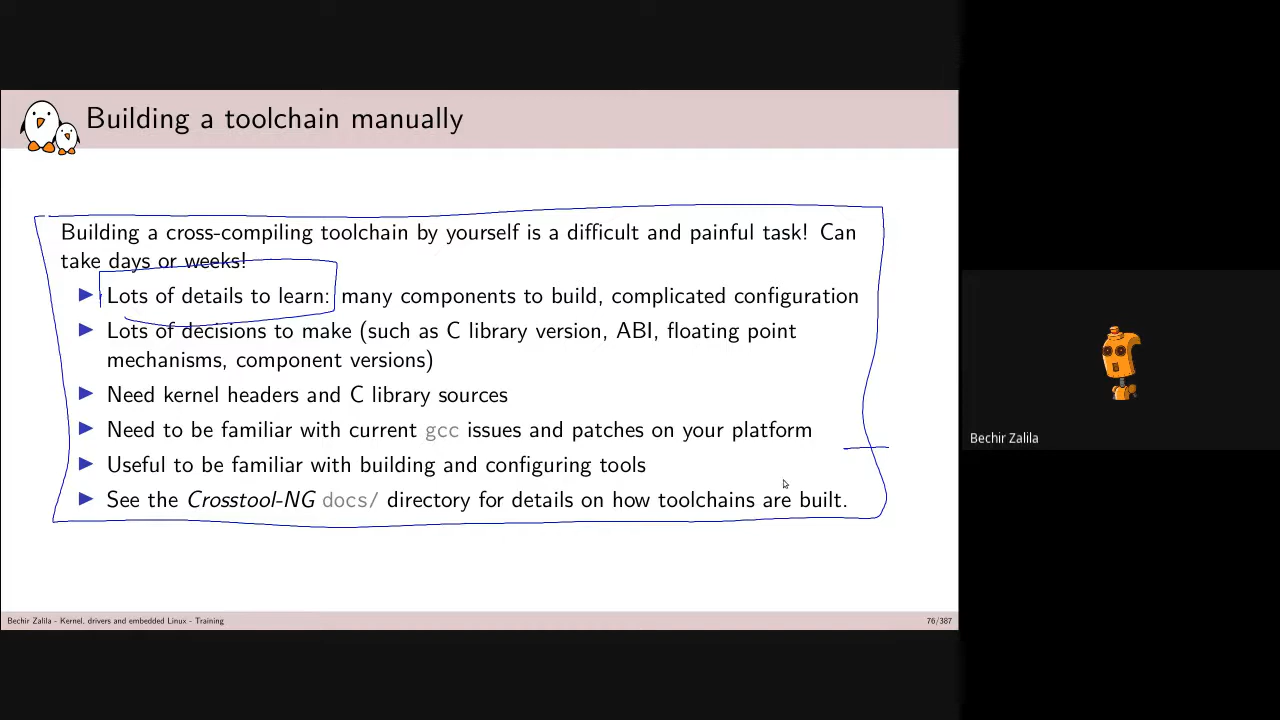 Building a toolchain manually
Building a cross-compiling toolchain by yourself is a difficult and painful task! Can
take days or weeks!
▶ Lots of details to learn: many components to build, complicated configuration
▶ Lots of decisions to make (such as C library version, ABI, floating point
mechanisms, component versions)
▶ Need kernel headers and C library sources
▶ Need to be familiar with current gcc issues and patches on your platform
▶ Useful to be familiar with building and configuring tools
▶ See the Crosstool-NG docs/ directory for details on how toolchains are built.
Bechir Zalila - Kernel, drivers and embedded Linux - Training
76/387
Bechir Zalila